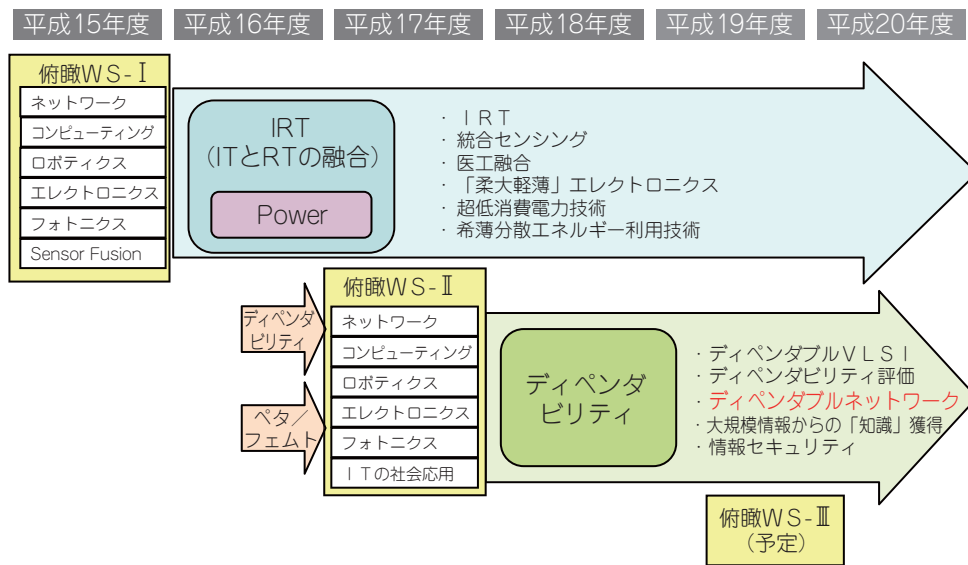 平成15年度 平成16年度 平成17年度 平成18年度 平成19年度 平成20年度
俯瞰WS-Ⅰ
ネットワーク
コンピューティング
ロボティクス
エレクトロニクス
フォトニクス
Sensor Fusion
IRT
(ITとRTの融合)
Power
・ＩＲＴ
・統合センシング
・医工融合
・「柔大軽薄」エレクトロニクス
・超低消費電力技術
・希薄分散エネルギー利用技術
ディペンダ
ビリティ
ペタ／
フェムト
俯瞰WS-Ⅱ
ネットワーク
コンピューティング
ロボティクス
エレクトロニクス
フォトニクス
ＩＴの社会応用
ディペンダ
ビリティ
・ディペンダブルＶＬＳＩ
・ディペンダビリティ評価
・ディペンダブルネットワーク
・大規模情報からの「知識」獲得
・情報セキュリティ
俯瞰WS-Ⅲ
（予定）